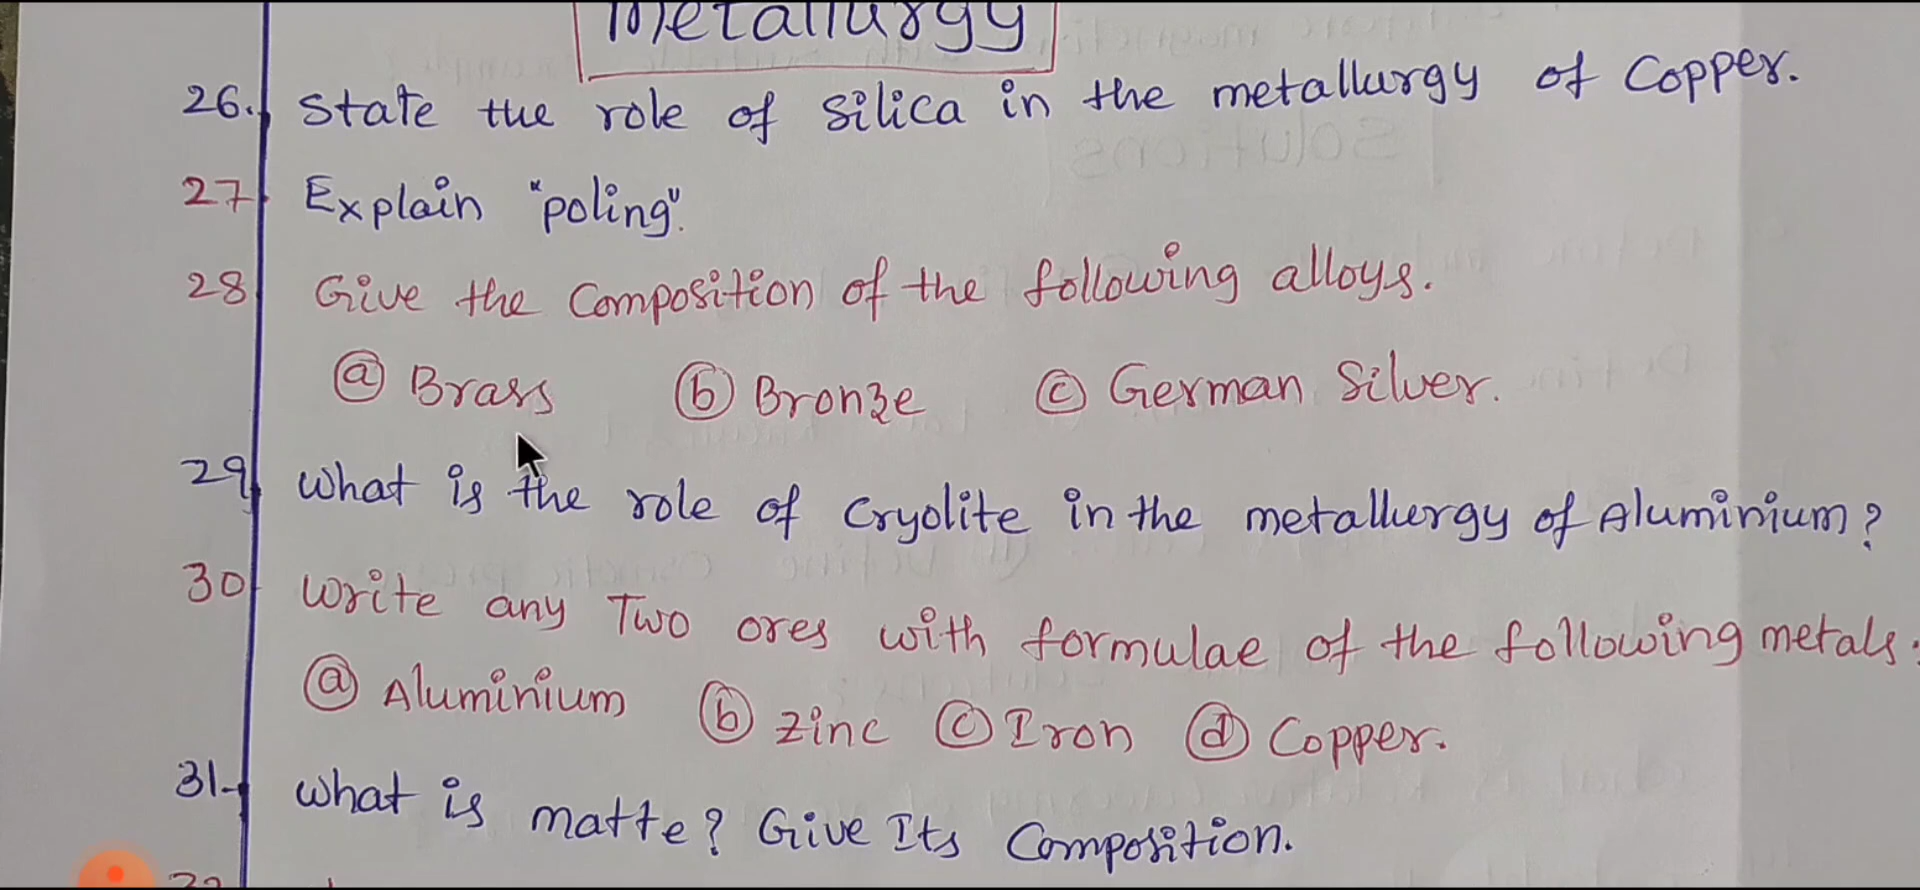 Metallurgy
26. State the role of silica in the metallurgy of Copper.
27. Explain "poling".
28 Give the Composition of the following alloys.
ⓐ Brass ⓑ Bronze ⓒ German Silver.
29. What is the role of Cryolite in the metallurgy of Aluminium?
30. Write any Two ores with formulae of the following metals.
ⓐ Aluminium ⓑ Zinc ⓒ Iron ⓓ Copper.
31. What is matte? Give Its Composition.